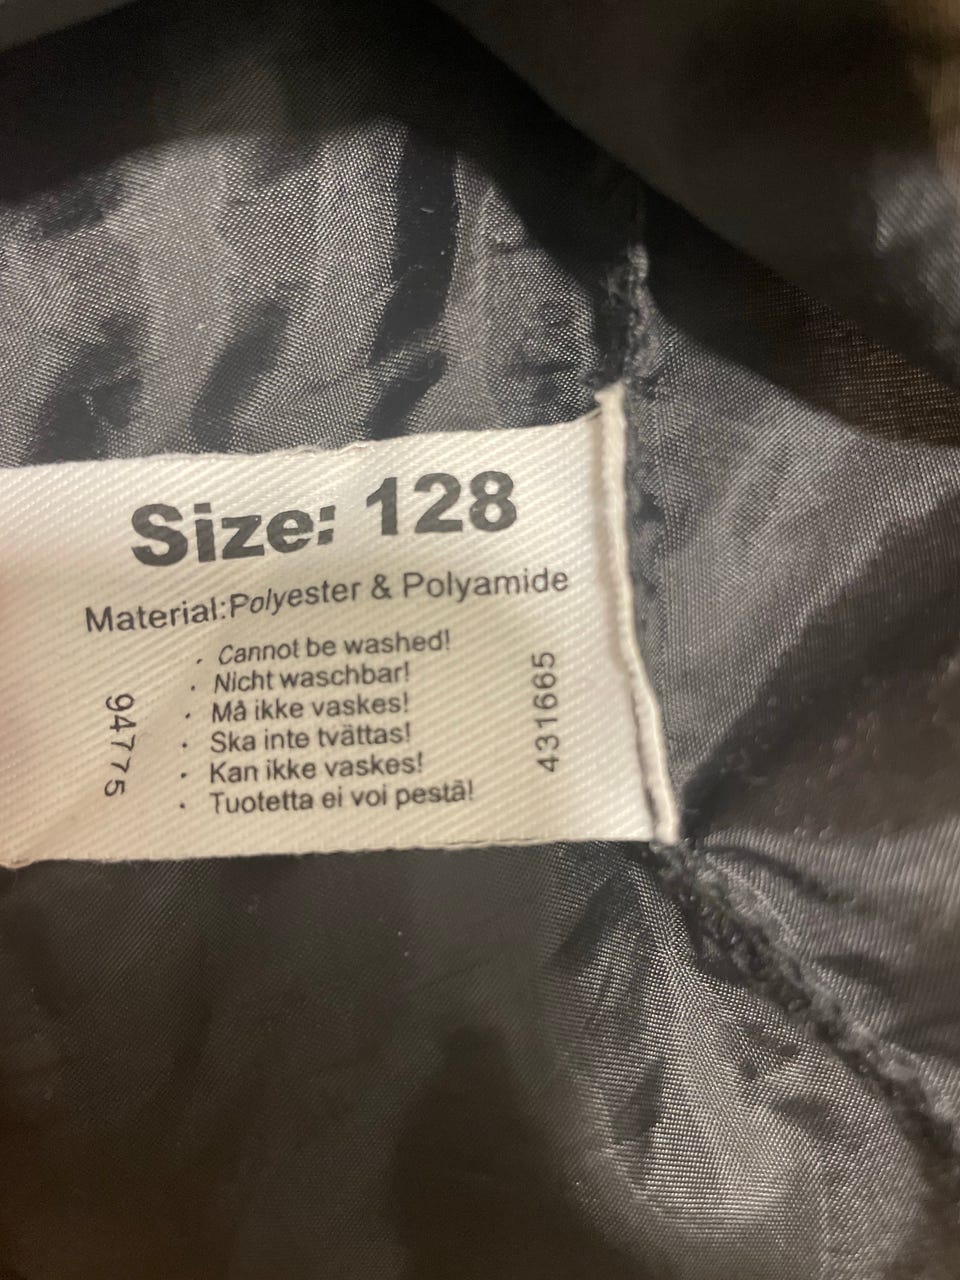 Size: 128
Material:Polyester & Polyamide
· Cannot be washed!
· Nicht waschbar!
· Må ikke vaskes!
· Ska inte tvättas!
· Kan ikke vaskes!
· Tuotetta ei voi pestä!
94775
431665